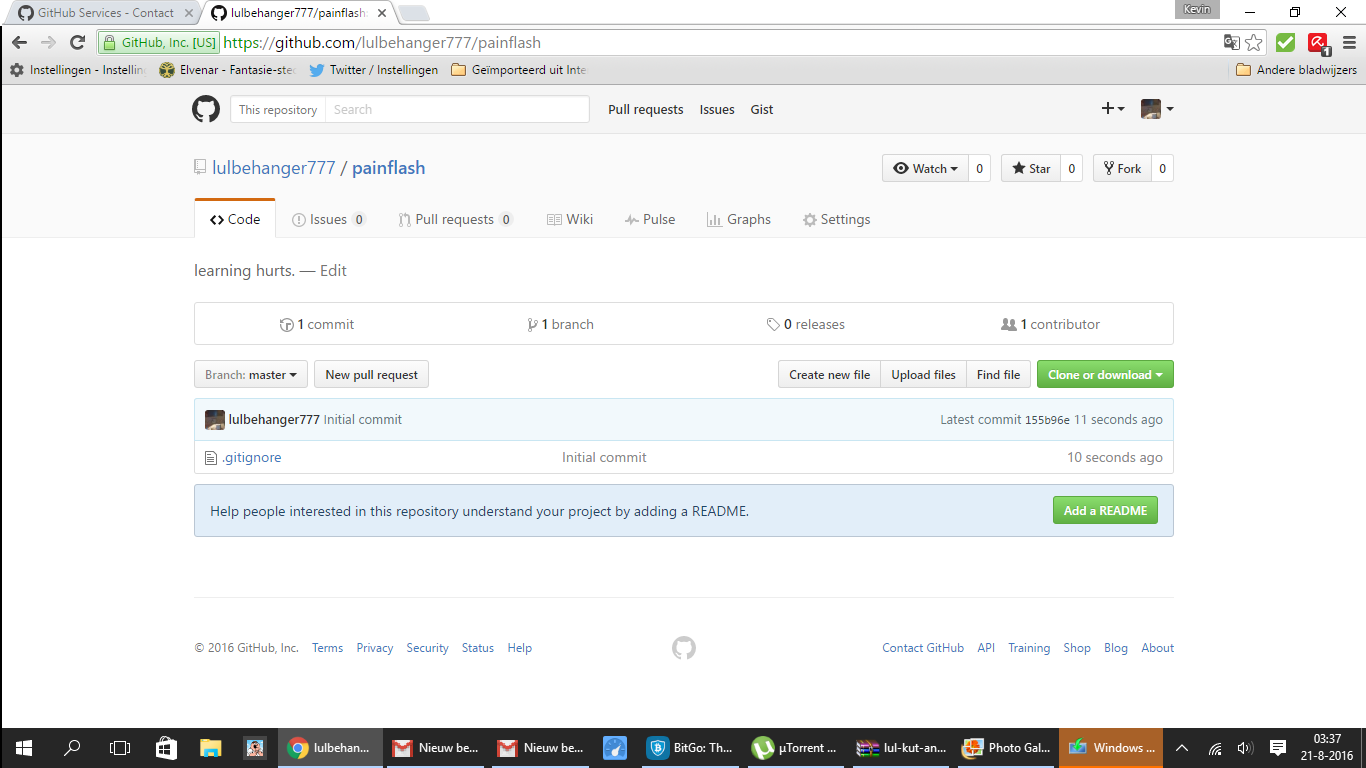 GitHub Services - Contact
lulbehanger777/painflash:
Kevin
GitHub, Inc. [US]
https://github.com/lulbehanger777/painflash
1
Instellingen - Instellin
Elvenar - Fantasie-ste
Twitter / Instellingen
Geïmporteerd uit Inte
Andere bladwijzers
This repository
Search
Pull requests
Issues
Gist
lulbehanger777 / painflash
Watch 0
Star 0
Fork 0
Code
Issues 0
Pull requests 0
Wiki
Pulse
Graphs
Settings
learning hurts. — Edit
1 commit
1 branch
0 releases
1 contributor
Branch: master
New pull request
Create new file
Upload files
Find file
Clone or download
lulbehanger777 Initial commit
Latest commit 155b96e 11 seconds ago
.gitignore
Initial commit
10 seconds ago
Help people interested in this repository understand your project by adding a README.
Add a README
© 2016 GitHub, Inc.
Terms
Privacy
Security
Status
Help
Contact GitHub
API
Training
Shop
Blog
About
lulbehan...
Nieuw be...
Nieuw be...
BitGo: Th...
µTorrent ...
lul-kut-an...
Photo Gal...
Windows ...
03:37
21-8-2016